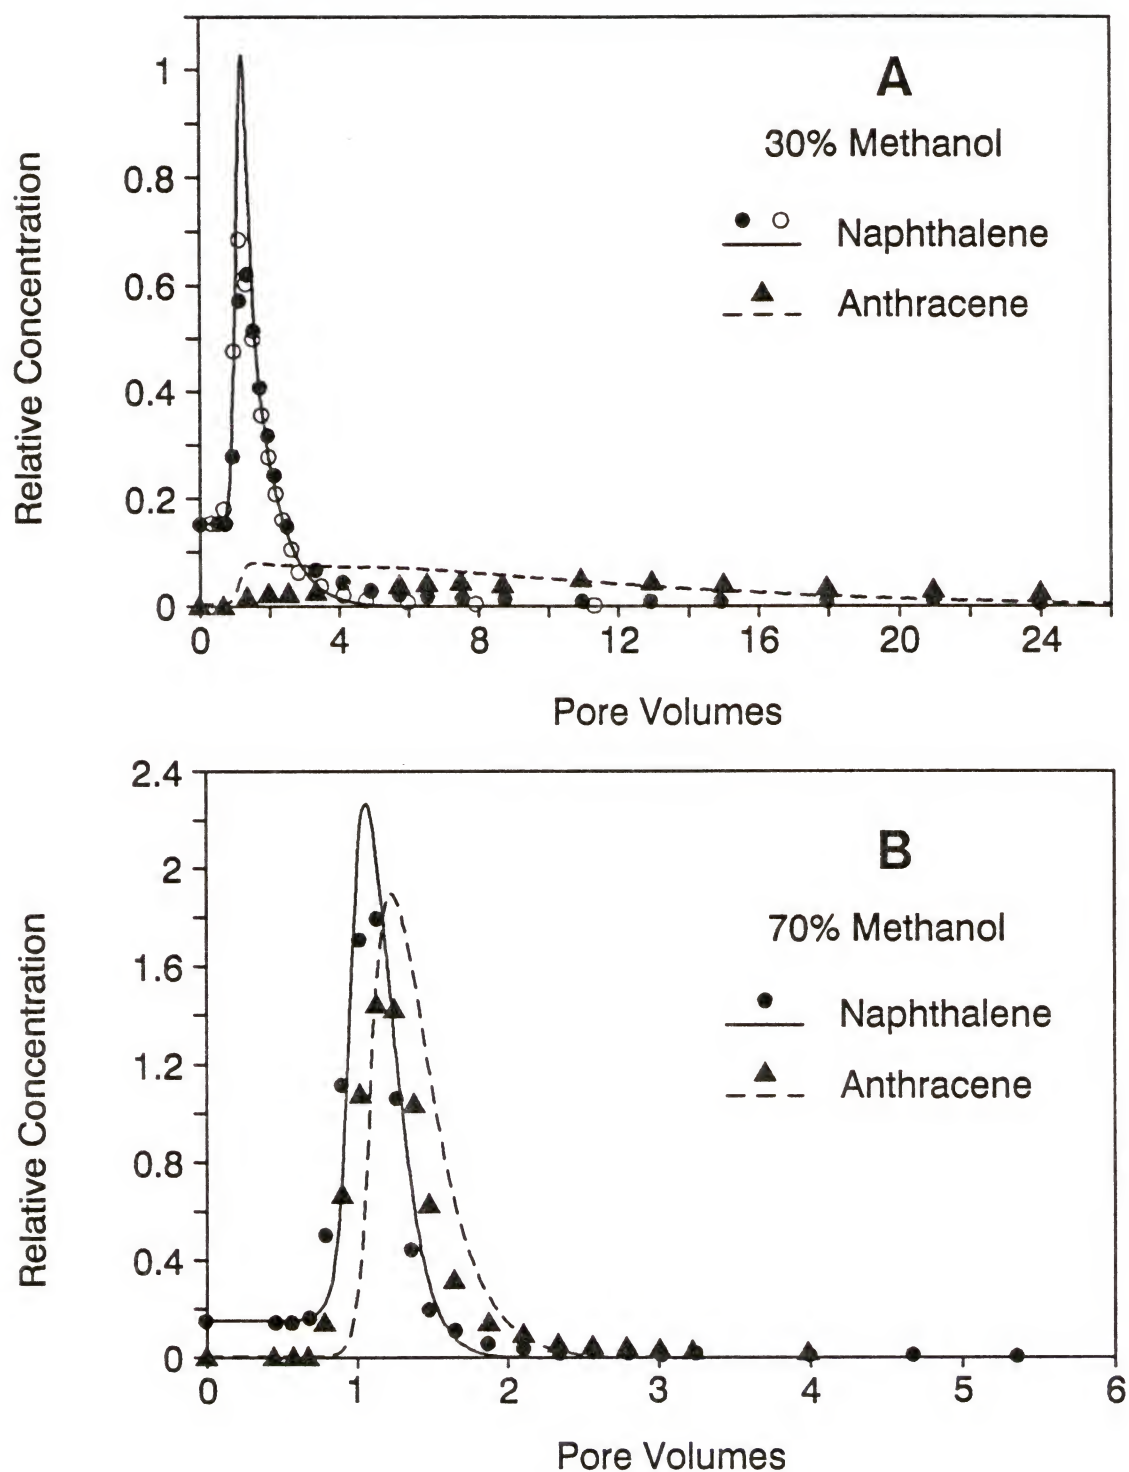 A
30% Methanol
Naphthalene
Anthracene
Relative Concentration
1
0.8
0.6
0.4
0.2
0
0 4 8 12 16 20 24
Pore Volumes
B
70% Methanol
Naphthalene
Anthracene
Relative Concentration
2.4
2
1.6
1.2
0.8
0.4
0
0 1 2 3 4 5 6
Pore Volumes